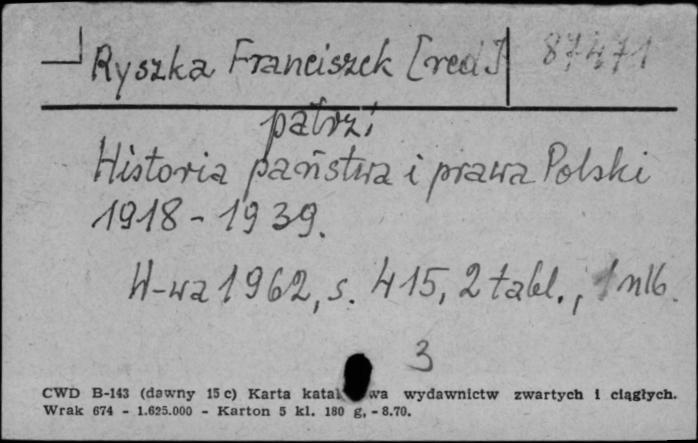 Ryszka Franciszek [red.] 87471
patrz:
Historia państwa i prawa Polski
1918-1939.
W-wa 1962, s. 415, 2 tabl., 1 nlb.
3
CWD B-143 (dawny 15 c) Karta kata wa wydawnictw zwartych i ciągłych.
Wrak 674 - 1.625.000 - Karton 5 kl. 180 g, - 8.70.